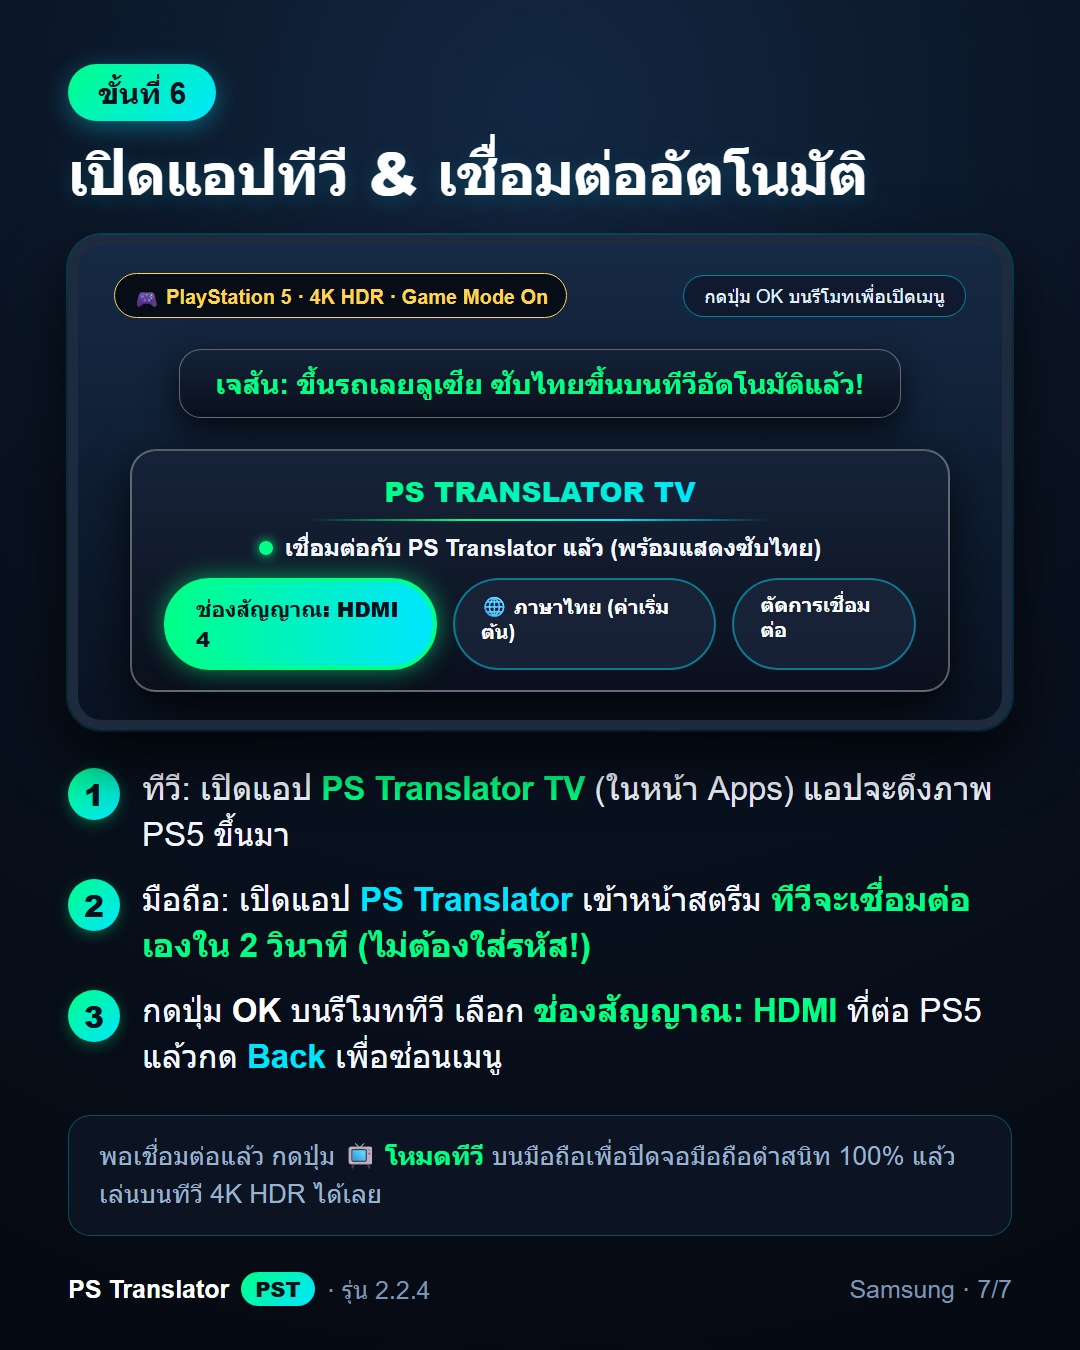 ขั้นที่ 6
เปิดแอปทีวี & เชื่อมต่ออัตโนมัติ
🎮 PlayStation 5 · 4K HDR · Game Mode On
กดปุ่ม OK บนรีโมทเพื่อเปิดเมนู
เจสัน: ขึ้นรถเลยลูเซีย ซับไทยขึ้นบนทีวีอัตโนมัติแล้ว!
PS TRANSLATOR TV
เชื่อมต่อกับ PS Translator แล้ว (พร้อมแสดงซับไทย)
ช่องสัญญาณ: HDMI
4
🌐 ภาษาไทย (ค่าเริ่ม
ต้น)
ตัดการเชื่อม
ต่อ
1 ทีวี: เปิดแอป PS Translator TV (ในหน้า Apps) แอปจะดึงภาพ
PS5 ขึ้นมา
2 มือถือ: เปิดแอป PS Translator เข้าหน้าสตรีม ทีวีจะเชื่อมต่อ
เองใน 2 วินาที (ไม่ต้องใส่รหัส!)
3 กดปุ่ม OK บนรีโมททีวี เลือก ช่องสัญญาณ: HDMI ที่ต่อ PS5
แล้วกด Back เพื่อซ่อนเมนู
พอเชื่อมต่อแล้ว กดปุ่ม 📺 โหมดทีวี บนมือถือเพื่อปิดจอมือถือดำสนิท 100% แล้ว
เล่นบนทีวี 4K HDR ได้เลย
PS Translator PST · รุ่น 2.2.4
Samsung · 7/7